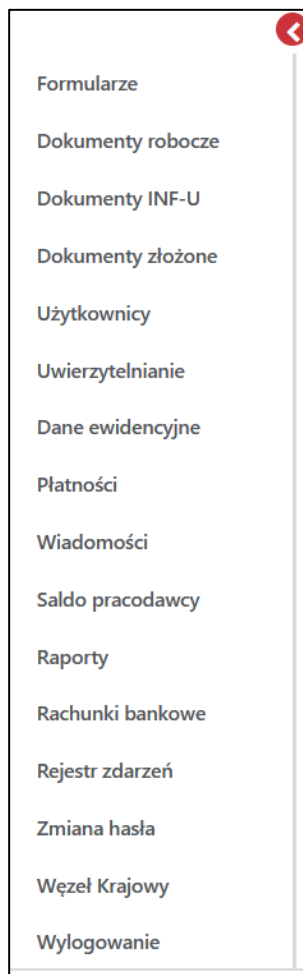 Formularze
Dokumenty robocze
Dokumenty INF-U
Dokumenty złożone
Użytkownicy
Uwierzytelnianie
Dane ewidencyjne
Płatności
Wiadomości
Saldo pracodawcy
Raporty
Rachunki bankowe
Rejestr zdarzeń
Zmiana hasła
Węzeł Krajowy
Wylogowanie